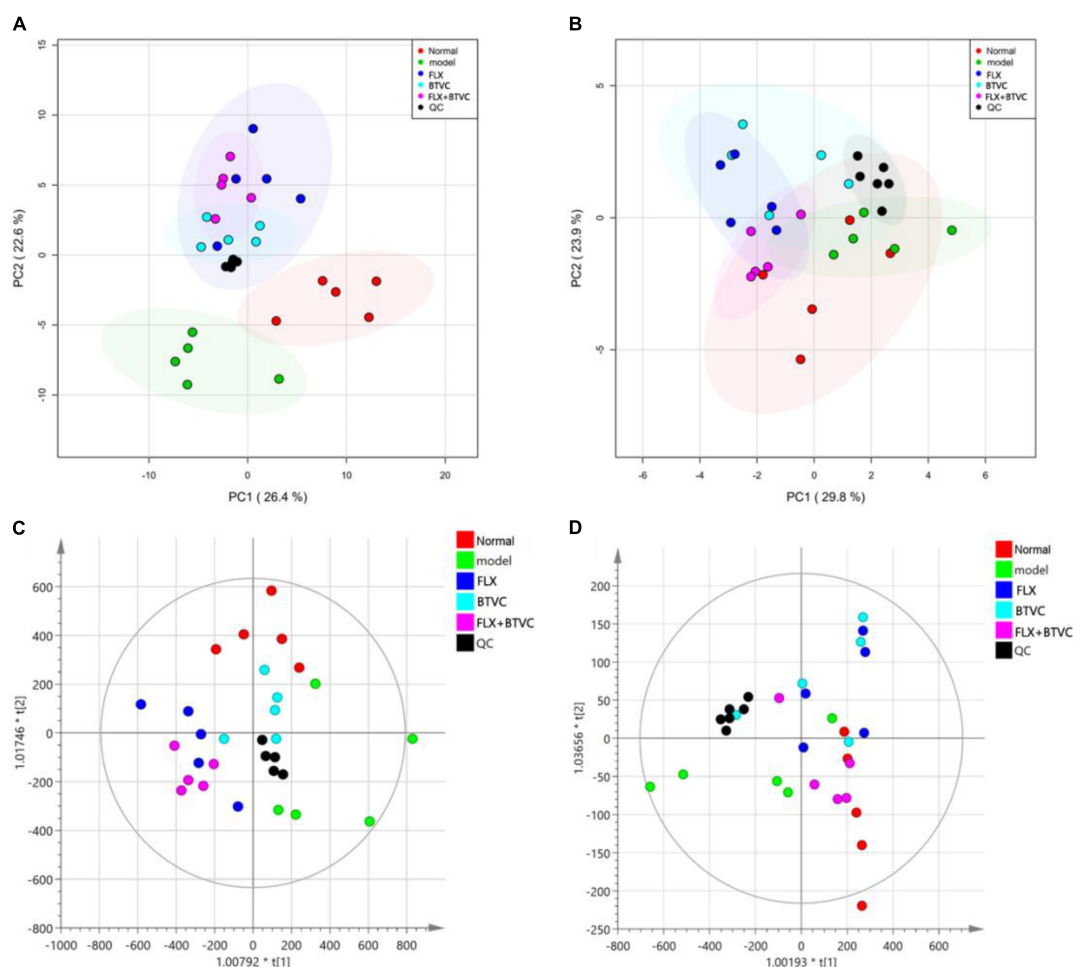 A
B
Normal
model
FLX
BTVC
FLX+BTVC
QC
15
10
5
0
-5
-10
PC2 ( 22.6 %)
-10
0
10
20
PC1 ( 26.4 %)
Normal
model
FLX
BTVC
FLX+BTVC
QC
5
0
-5
PC2 ( 23.9 %)
-6
-4
-2
0
2
4
6
PC1 ( 29.8 %)
C
D
Normal
model
FLX
BTVC
FLX+BTVC
QC
600
400
200
0
-200
-400
-600
-800
1.01746 * t[2]
-1000
-800
-600
-400
-200
0
200
400
600
800
1.00792 * t[1]
Normal
model
FLX
BTVC
FLX+BTVC
QC
200
150
100
50
0
-50
-100
-150
-200
-250
1.03656 * t[2]
-800
-600
-400
-200
0
200
400
600
1.00193 * t[1]